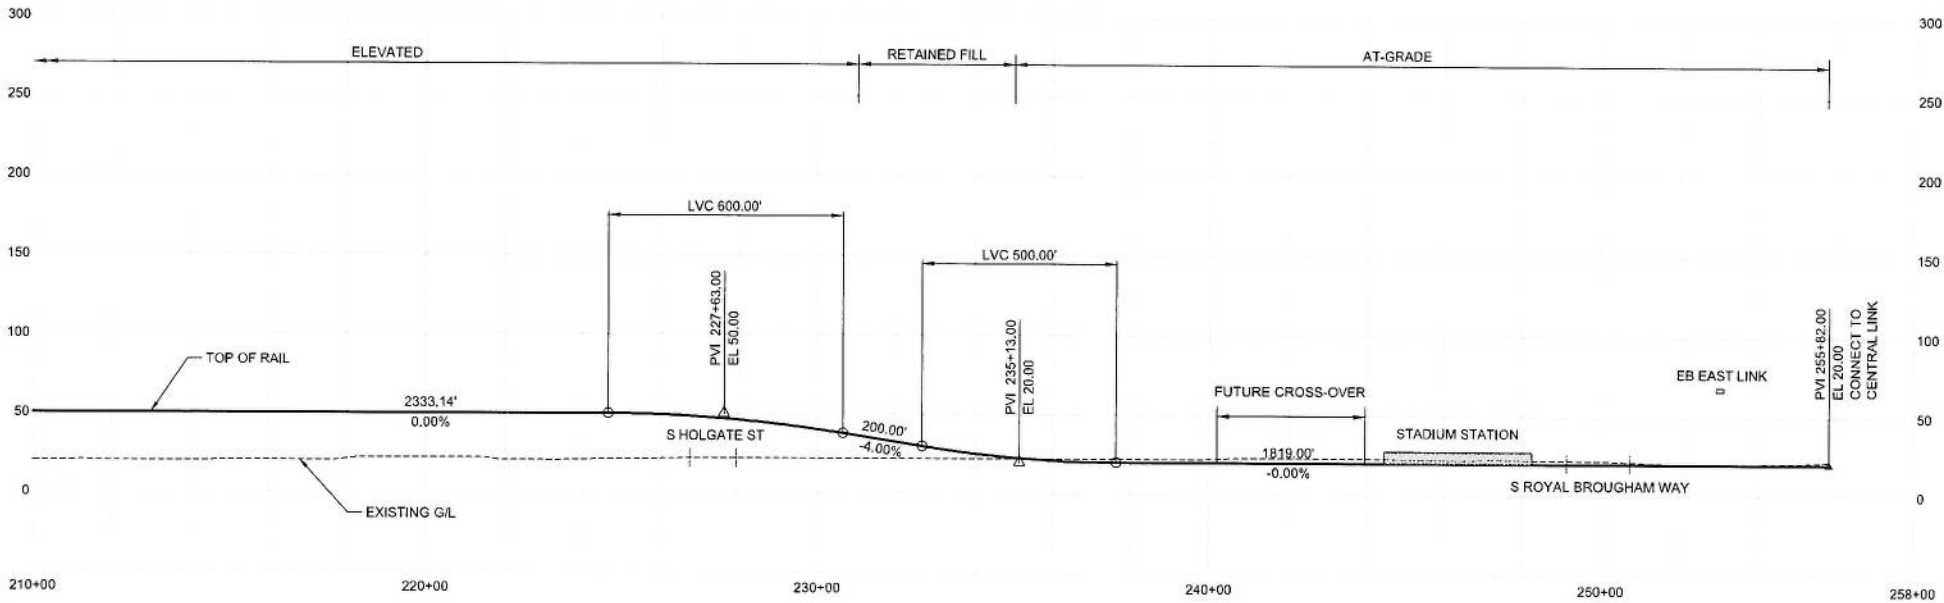 300
300
ELEVATED
RETAINED FILL
AT-GRADE
250
250
200
200
LVC 600.00'
LVC 500.00'
150
150
PVI 227+63.00
EL 50.00
PVI 235+13.00
EL 20.00
PVI 255+82.00
EL 20.00
CONNECT TO
CENTRAL LINK
100
100
TOP OF RAIL
EB EAST LINK
FUTURE CROSS-OVER
50
50
2333.14'
0.00%
S HOLGATE ST
200.00'
-4.00%
STADIUM STATION
1819.00'
-0.00%
0
0
S ROYAL BROUGHAM WAY
EXISTING G/L
210+00
220+00
230+00
240+00
250+00
258+00